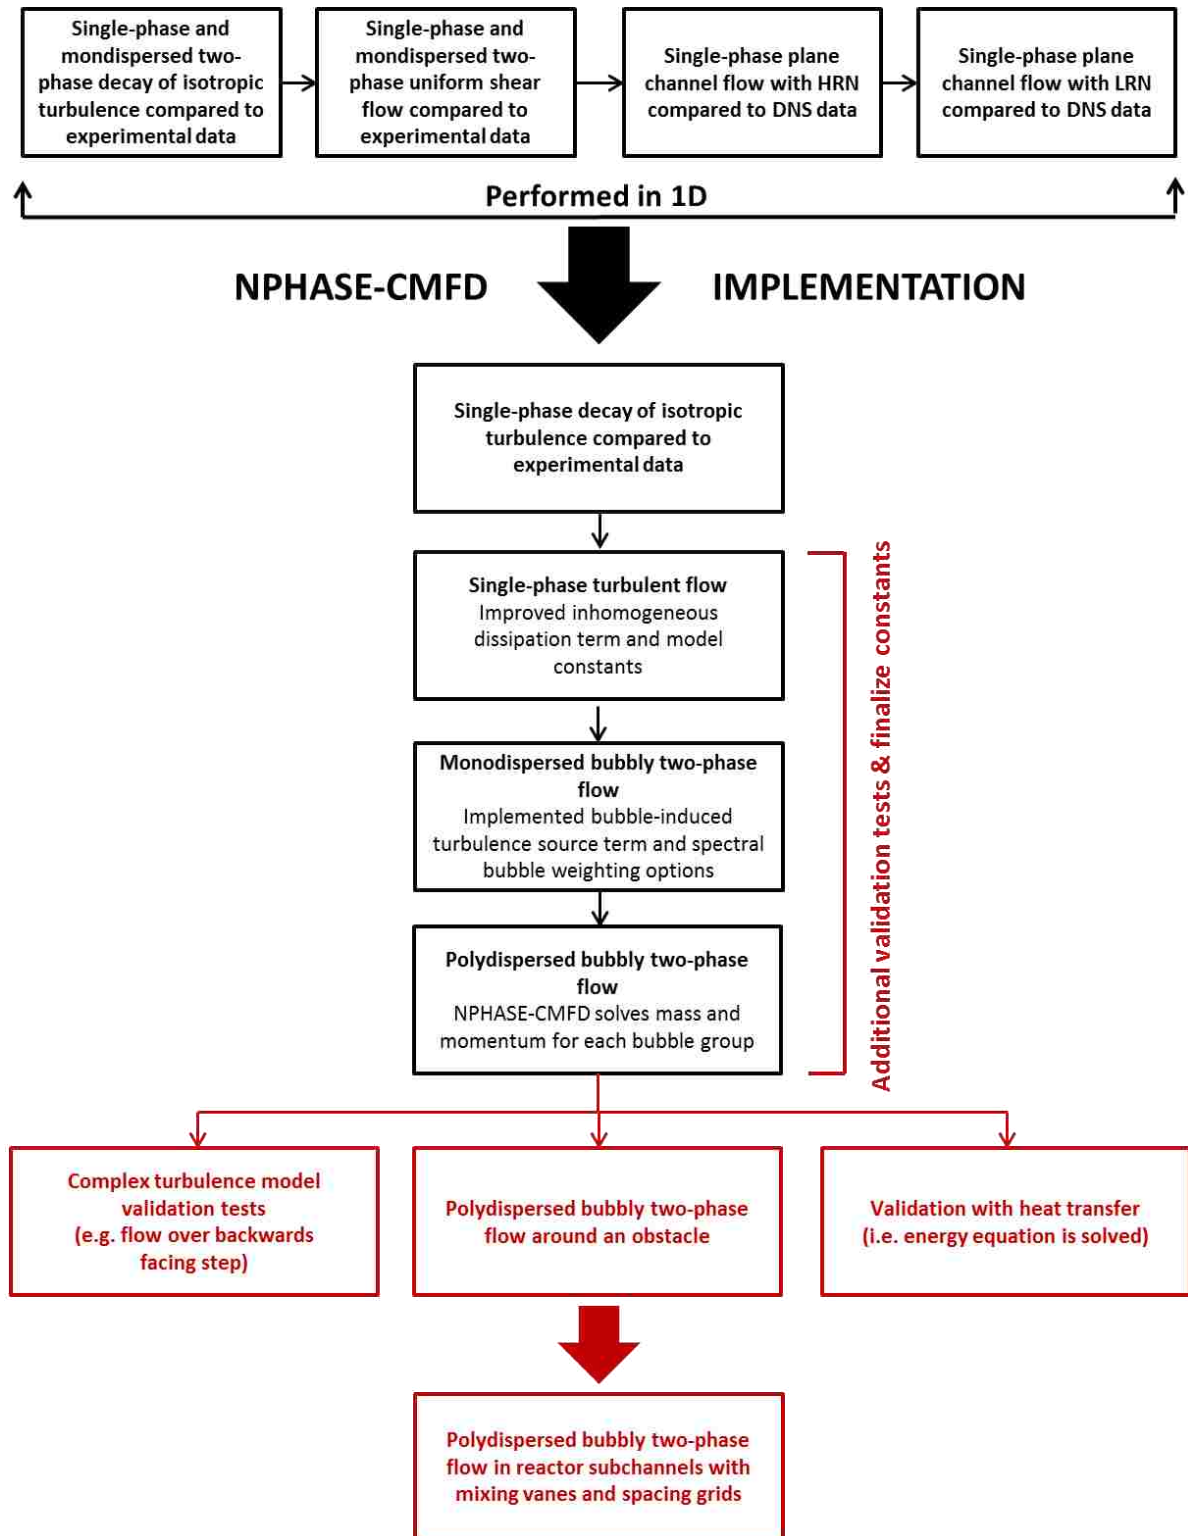 Single-phase and
mondispersed two-
phase decay of isotropic
turbulence compared to
experimental data
Single-phase and
mondispersed two-
phase uniform shear
flow compared to
experimental data
Single-phase plane
channel flow with HRN
compared to DNS data
Single-phase plane
channel flow with LRN
compared to DNS data
Performed in 1D
NPHASE-CMFD IMPLEMENTATION
Single-phase decay of isotropic
turbulence compared to
experimental data
Single-phase turbulent flow
Improved inhomogeneous
dissipation term and model
constants
Monodispersed bubbly two-phase
flow
Implemented bubble-induced
turbulence source term and spectral
bubble weighting options
Polydispersed bubbly two-phase
flow
NPHASE-CMFD solves mass and
momentum for each bubble group
Additional validation tests & finalize constants
Complex turbulence model
validation tests
(e.g. flow over backwards
facing step)
Polydispersed bubbly two-phase
flow around an obstacle
Validation with heat transfer
(i.e. energy equation is solved)
Polydispersed bubbly two-phase
flow in reactor subchannels with
mixing vanes and spacing grids